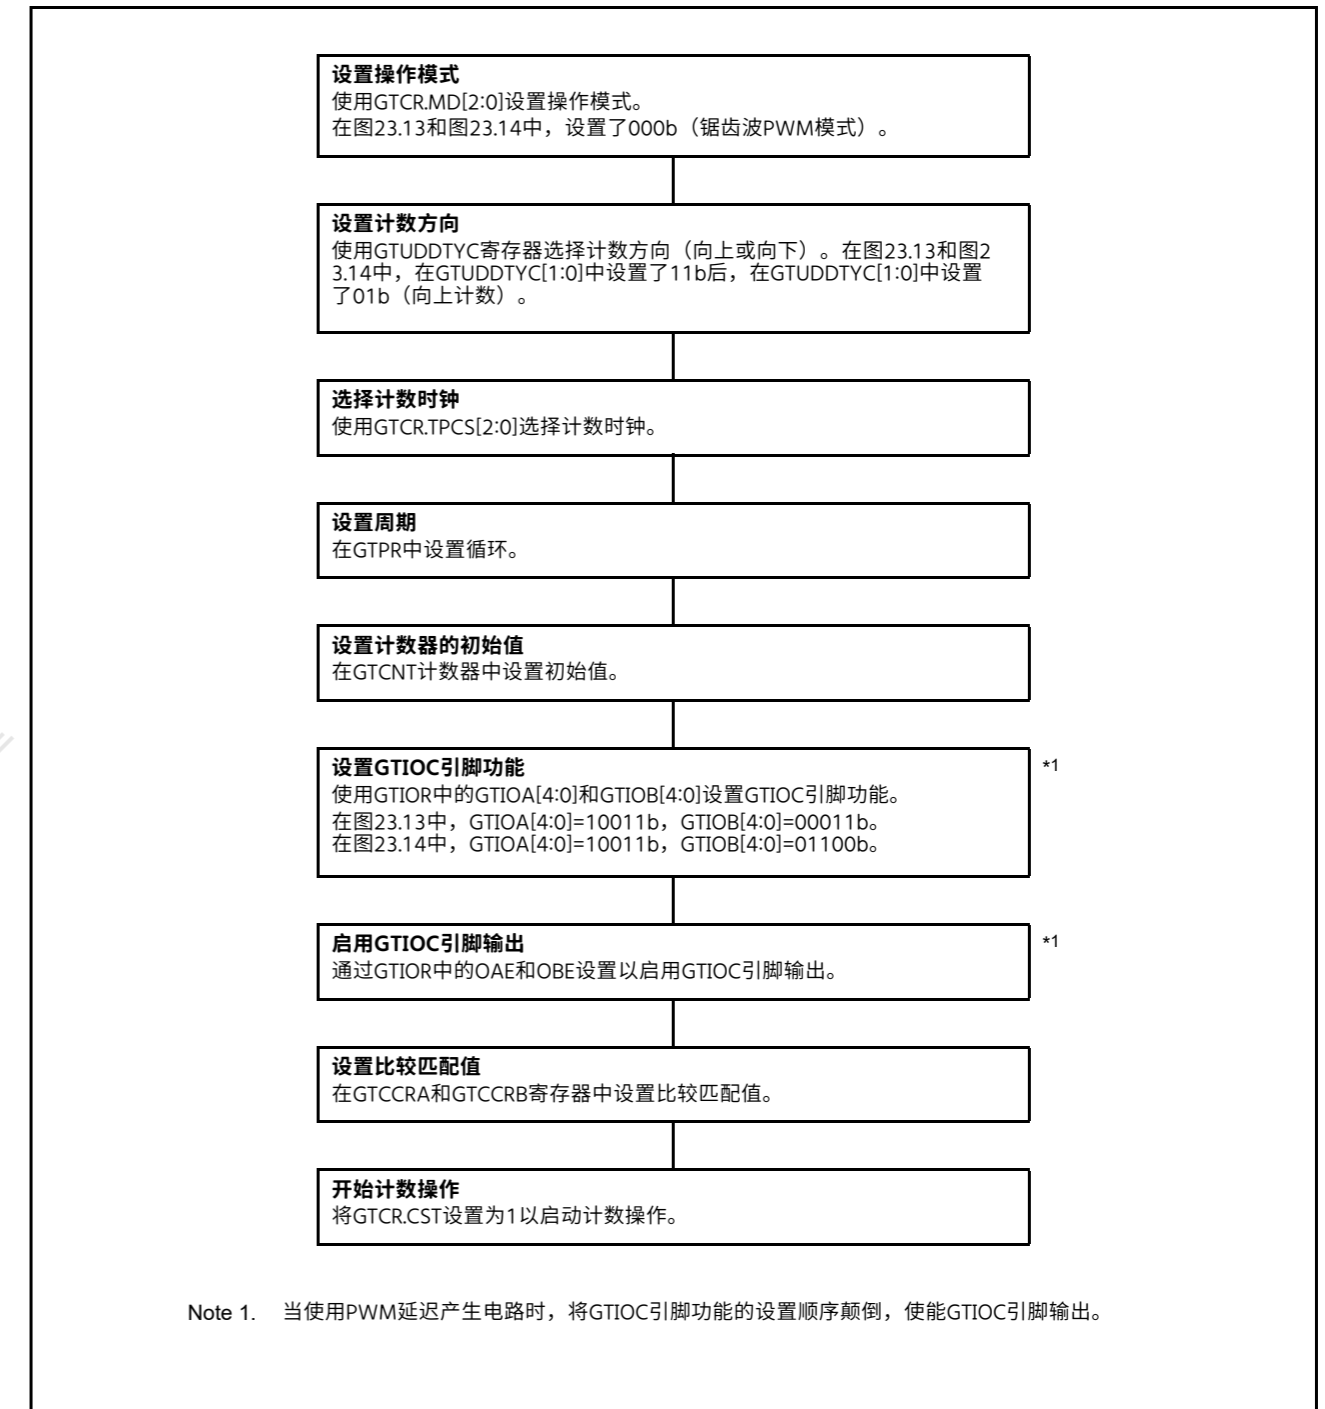 设置操作模式
使用GTCR.MD[2:0]设置操作模式。
在图23.13和图23.14中，设置了000b（锯齿波PWM模式）。
设置计数方向
使用GTUDDTYC寄存器选择计数方向（向上或向下）。在图23.13和图2
3.14中，在GTUDDTYC[1:0]中设置了11b后，在GTUDDTYC[1:0]中设置
了01b（向上计数）。
选择计数时钟
使用GTCR.TPCS[2:0]选择计数时钟。
设置周期
在GTPR中设置循环。
设置计数器的初始值
在GTCNT计数器中设置初始值。
设置GTIOC引脚功能
*1
使用GTIOR中的GTIOA[4:0]和GTIOB[4:0]设置GTIOC引脚功能。
在图23.13中，GTIOA[4:0]=10011b，GTIOB[4:0]=00011b。
在图23.14中，GTIOA[4:0]=10011b，GTIOB[4:0]=01100b。
启用GTIOC引脚输出
*1
通过GTIOR中的OAE和OBE设置以启用GTIOC引脚输出。
设置比较匹配值
在GTCCRA和GTCCRB寄存器中设置比较匹配值。
开始计数操作
将GTCR.CST设置为1以启动计数操作。
Note 1. 当使用PWM延迟产生电路时，将GTIOC引脚功能的设置顺序颠倒，使能GTIOC引脚输出。